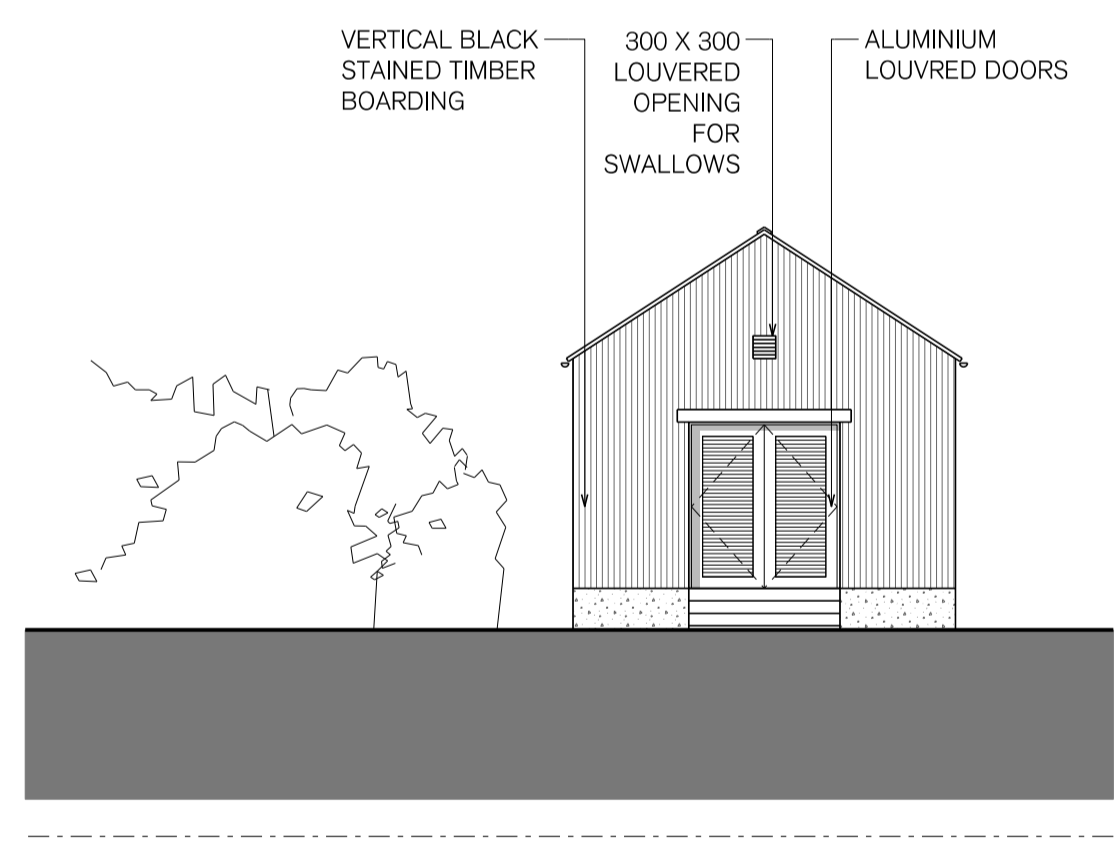 VERTICAL BLACK
STAINED TIMBER
BOARDING
300 X 300
LOUVERED
OPENING
FOR
SWALLOWS
ALUMINIUM
LOUVRED DOORS